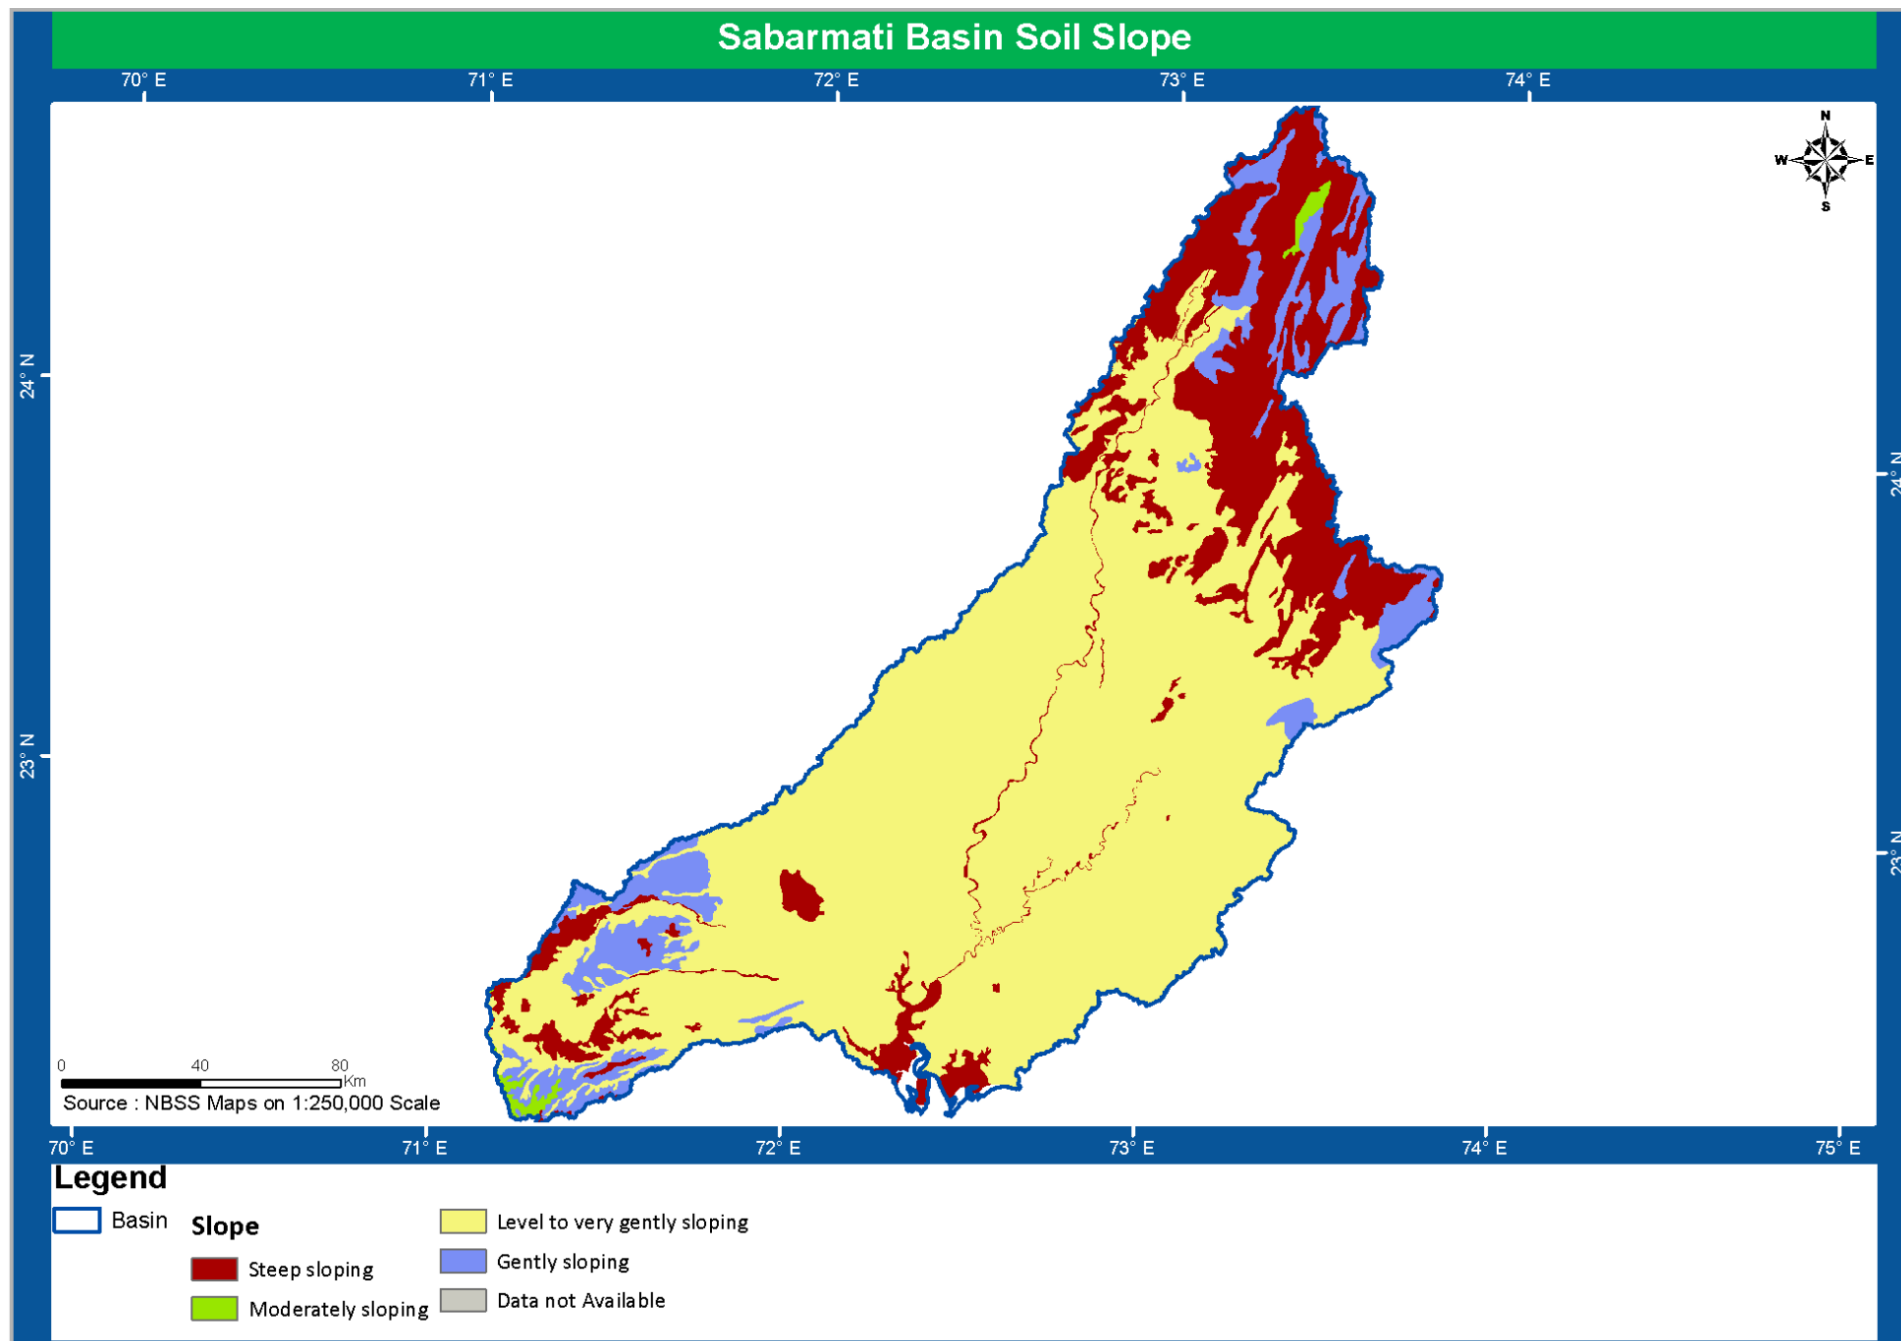 Sabarmati Basin Soil Slope
70° E 71° E 72° E 73° E 74° E
N
W E
S
24° N
24° N
23° N
23° N
0 40 80
Km
Source : NBSS Maps on 1:250,000 Scale
70° E 71° E 72° E 73° E 74° E 75° E
Legend
Basin
Slope
Steep sloping
Moderately sloping
Level to very gently sloping
Gently sloping
Data not Available